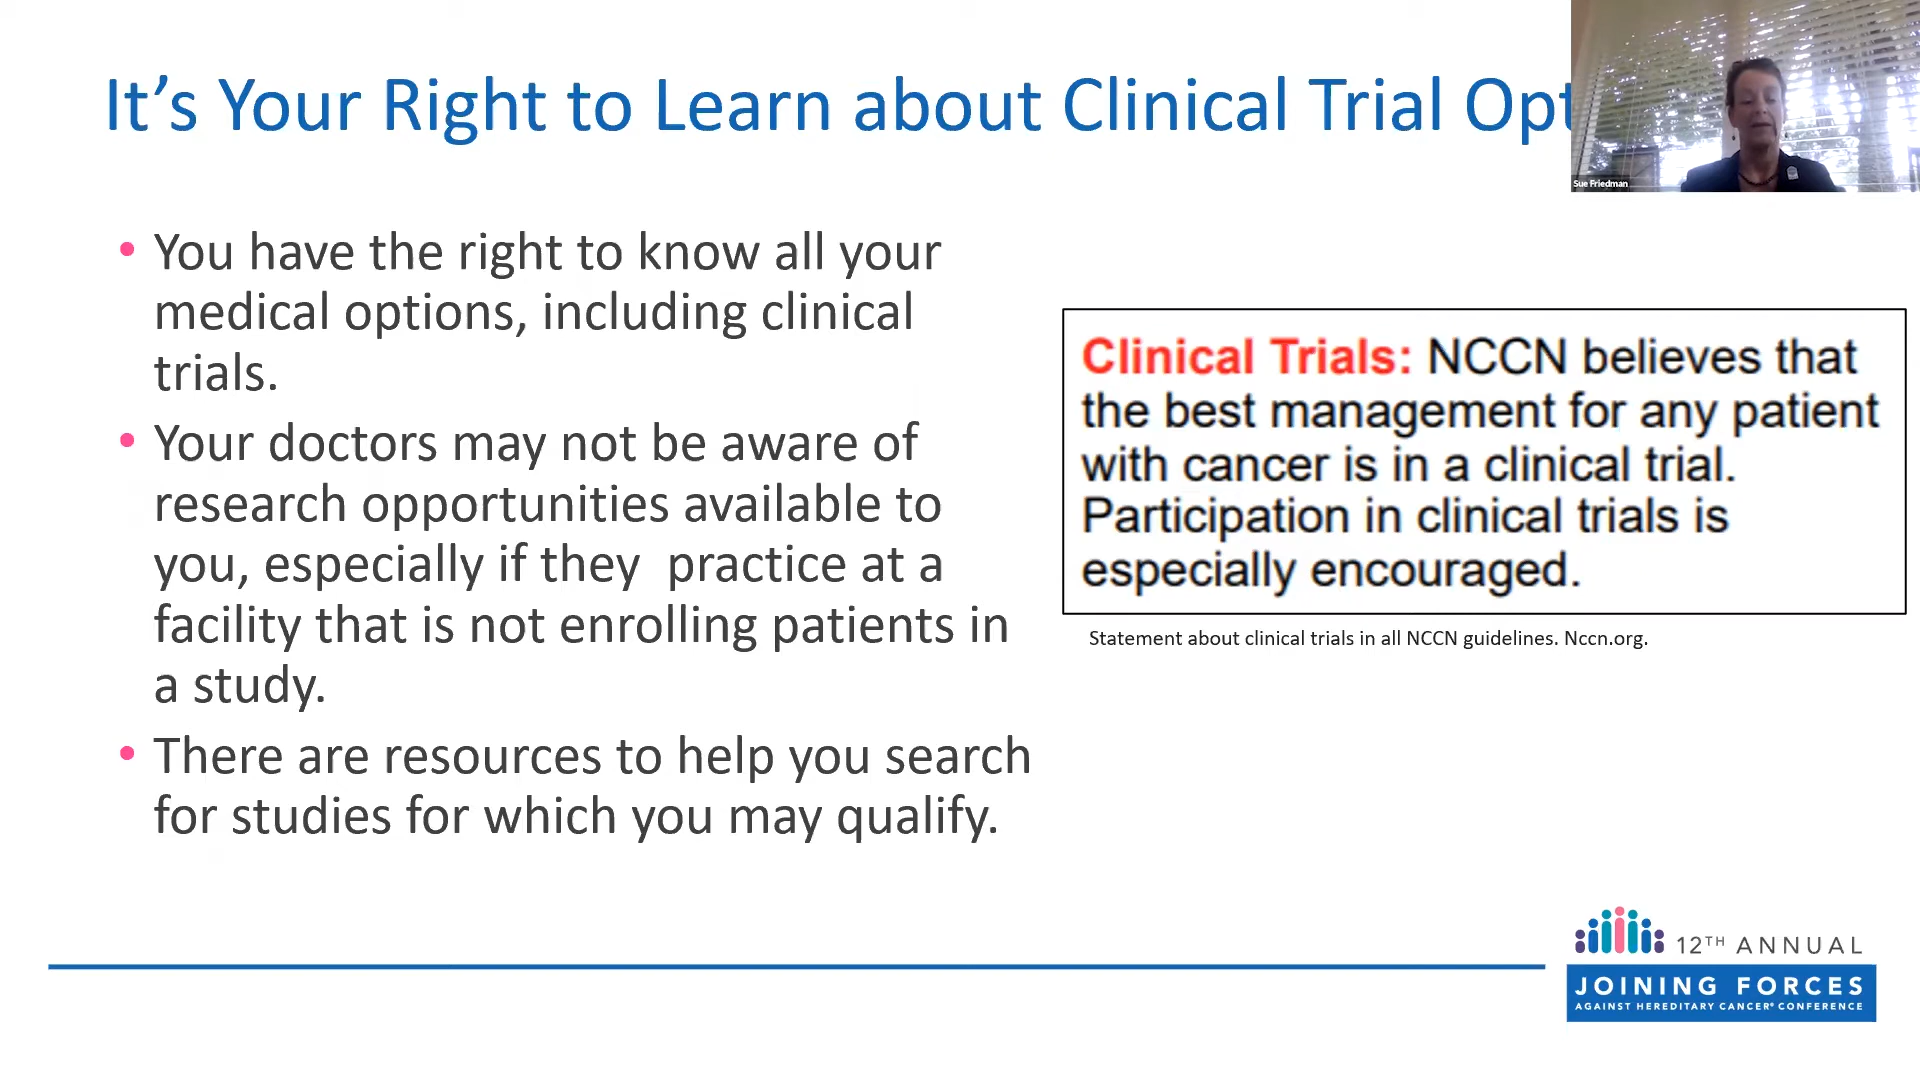 It’s Your Right to Learn about Clinical Trial Opt
Sue Friedman
• You have the right to know all your
medical options, including clinical
trials.
• Your doctors may not be aware of
research opportunities available to
you, especially if they  practice at a
facility that is not enrolling patients in
a study.
• There are resources to help you search
for studies for which you may qualify.
Clinical Trials: NCCN believes that
the best management for any patient
with cancer is in a clinical trial.
Participation in clinical trials is
especially encouraged.
Statement about clinical trials in all NCCN guidelines. Nccn.org.
12TH ANNUAL
JOINING FORCES
AGAINST HEREDITARY CANCER® CONFERENCE